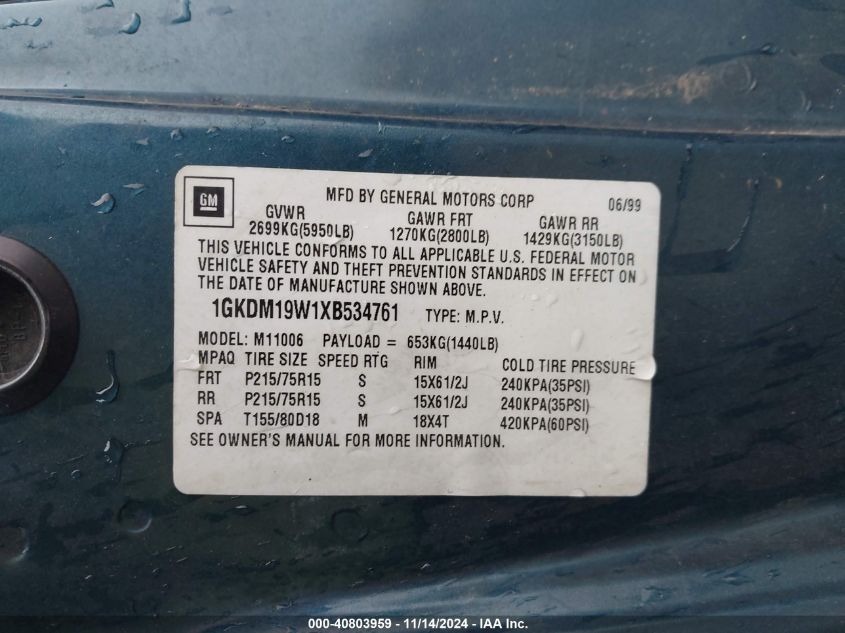 GM
MFD BY GENERAL MOTORS CORP 06/99
GVWR GAWR FRT GAWR RR
2699KG(5950LB) 1270KG(2800LB) 1429KG(3150LB)
THIS VEHICLE CONFORMS TO ALL APPLICABLE U.S. FEDERAL MOTOR
VEHICLE SAFETY AND THEFT PREVENTION STANDARDS IN EFFECT ON
THE DATE OF MANUFACTURE SHOWN ABOVE.
1GKDM19W1XB534761 TYPE: M.P.V.
MODEL: M11006 PAYLOAD = 653KG(1440LB)
MPAQ TIRE SIZE SPEED RTG RIM COLD TIRE PRESSURE
FRT P215/75R15 S 15X61/2J 240KPA(35PSI)
RR P215/75R15 S 15X61/2J 240KPA(35PSI)
SPA T155/80D18 M 18X4T 420KPA(60PSI)
SEE OWNER'S MANUAL FOR MORE INFORMATION.
000-40803959 - 11/14/2024 - IAA Inc.